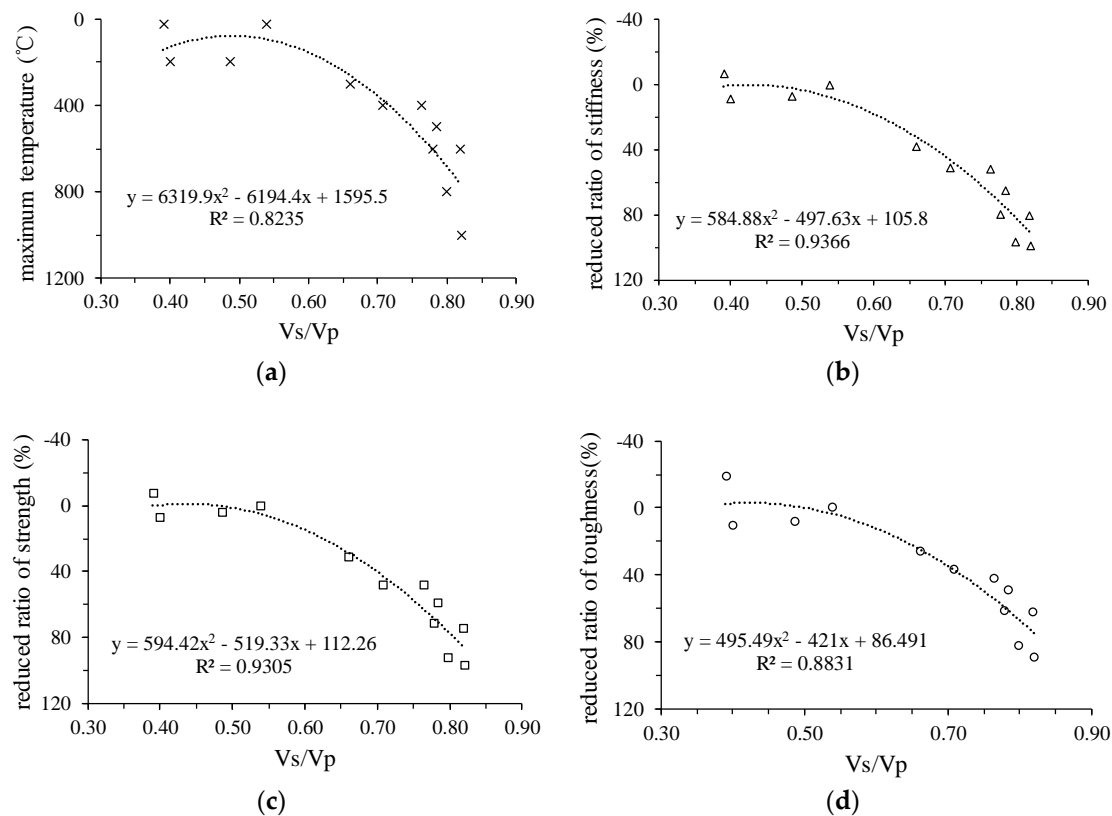 0
400
800
1200
maximum temperature (℃)
y = 6319.9x² - 6194.4x + 1595.5
R² = 0.8235
0.30 0.40 0.50 0.60 0.70 0.80 0.90
Vs/Vp
(a)
-40
0
40
80
120
reduced ratio of stiffness (%)
y = 584.88x² - 497.63x + 105.8
R² = 0.9366
0.30 0.40 0.50 0.60 0.70 0.80 0.90
Vs/Vp
(b)
-40
0
40
80
120
reduced ratio of strength (%)
y = 594.42x² - 519.33x + 112.26
R² = 0.9305
0.30 0.40 0.50 0.60 0.70 0.80 0.90
Vs/Vp
(c)
-40
0
40
80
120
reduced ratio of toughness(%)
y = 495.49x² - 421x + 86.491
R² = 0.8831
0.30 0.50 0.70 0.90
Vs/Vp
(d)